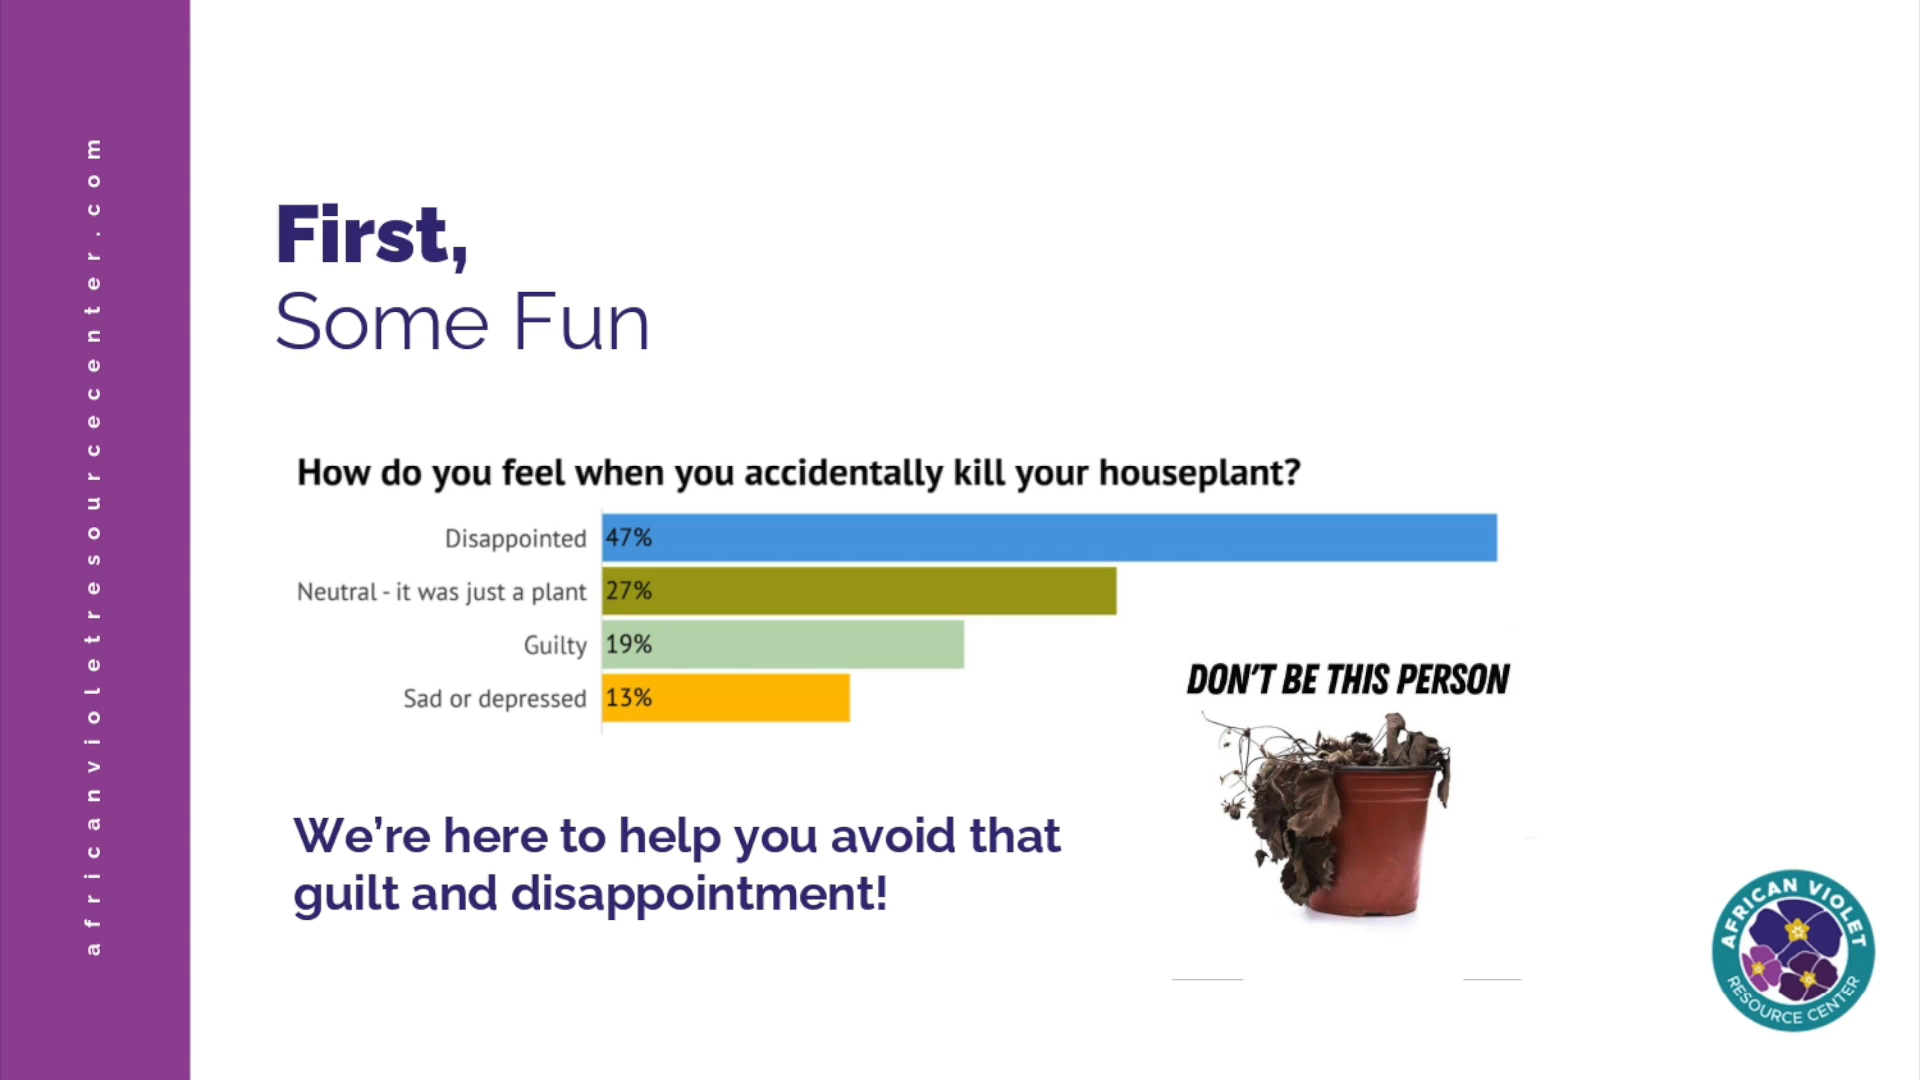 africanvioletresourcecenter.com
First,
Some Fun
How do you feel when you accidentally kill your houseplant?
Disappointed 47%
Neutral - it was just a plant 27%
Guilty 19%
Sad or depressed 13%
DON'T BE THIS PERSON
We're here to help you avoid that
guilt and disappointment!
AFRICAN VIOLET
RESOURCE CENTER